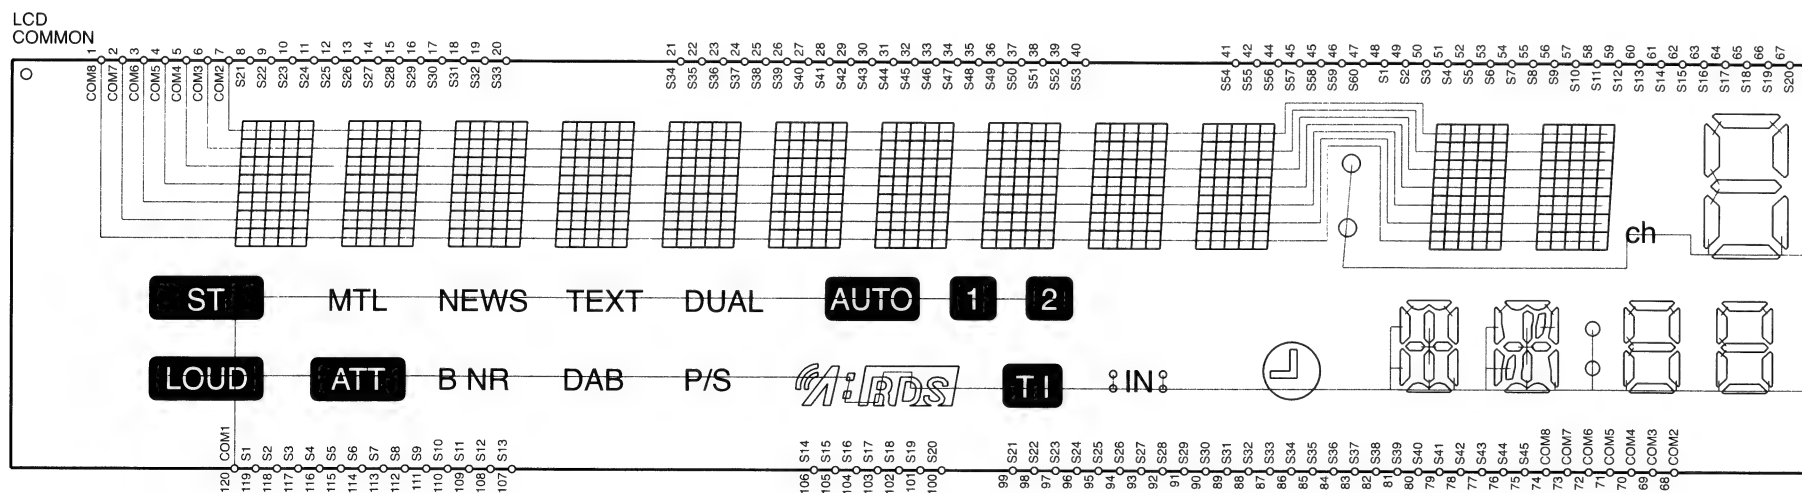 LCD
COMMON
1 2 3 4 5 6 7 8 9 10 11 12 13 14 15 16 17 18 19 20
COM8 COM7 COM6 COM5 COM4 COM3 COM2 S21 S22 S23 S24 S25 S26 S27 S28 S29 S30 S31 S32 S33
21 22 23 24 25 26 27 28 29 30 31 32 33 34 35 36 37 38 39 40
S34 S35 S36 S37 S38 S39 S40 S41 S42 S43 S44 S45 S46 S47 S48 S49 S50 S51 S52 S53
41 42 44 45 45 46 47 48 49 50 51 52 53 54 55 56 57 58 59 60 61 62 63 64 65 66 67
S54 S55 S56 S57 S58 S59 S60 S1 S2 S3 S4 S5 S6 S7 S8 S9 S10 S11 S12 S13 S14 S15 S16 S17 S18 S19 S20
ch
ST MTL NEWS TEXT DUAL AUTO 1 2
LOUD ATT B NR DAB P/S RDS TI IN
COM1 S1 S2 S3 S4 S5 S6 S7 S8 S9 S10 S11 S12 S13
120 119 118 117 116 115 114 113 112 111 110 109 108 107
S14 S15 S16 S17 S18 S19 S20
106 105 104 103 102 101 100
S21 S22 S23 S24 S25 S26 S27 S28 S29 S30 S31 S32 S33 S34 S35 S36 S37 S38 S39 S40 S41 S42 S43 S44 S45 COM8 COM7 COM6 COM5 COM4 COM3 COM2
99 98 97 96 95 94 93 92 91 90 89 88 87 86 85 84 83 82 81 80 79 78 77 76 75 74 73 72 71 70 69 68